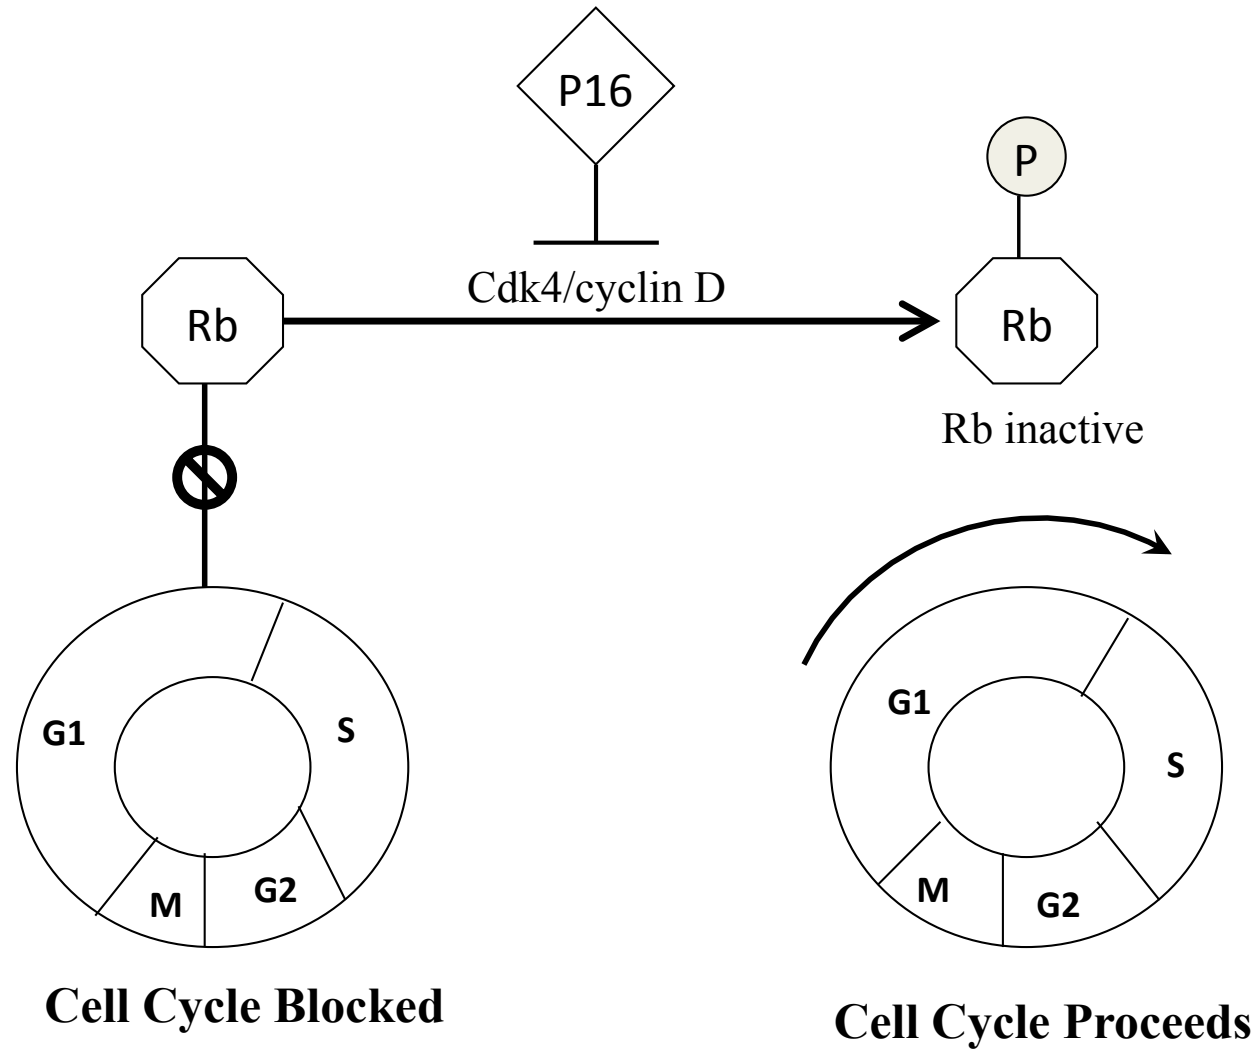 P16
P
Cdk4/cyclin D
Rb
Rb
Rb inactive
G1
S
M
G2
G1
S
M
G2
Cell Cycle Blocked
Cell Cycle Proceeds